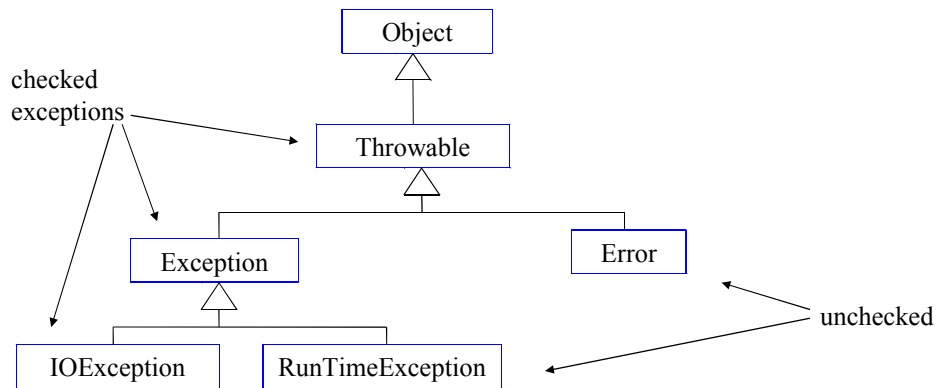 Object
checked
exceptions
Throwable
Exception
Error
unchecked
IOException
RunTimeException